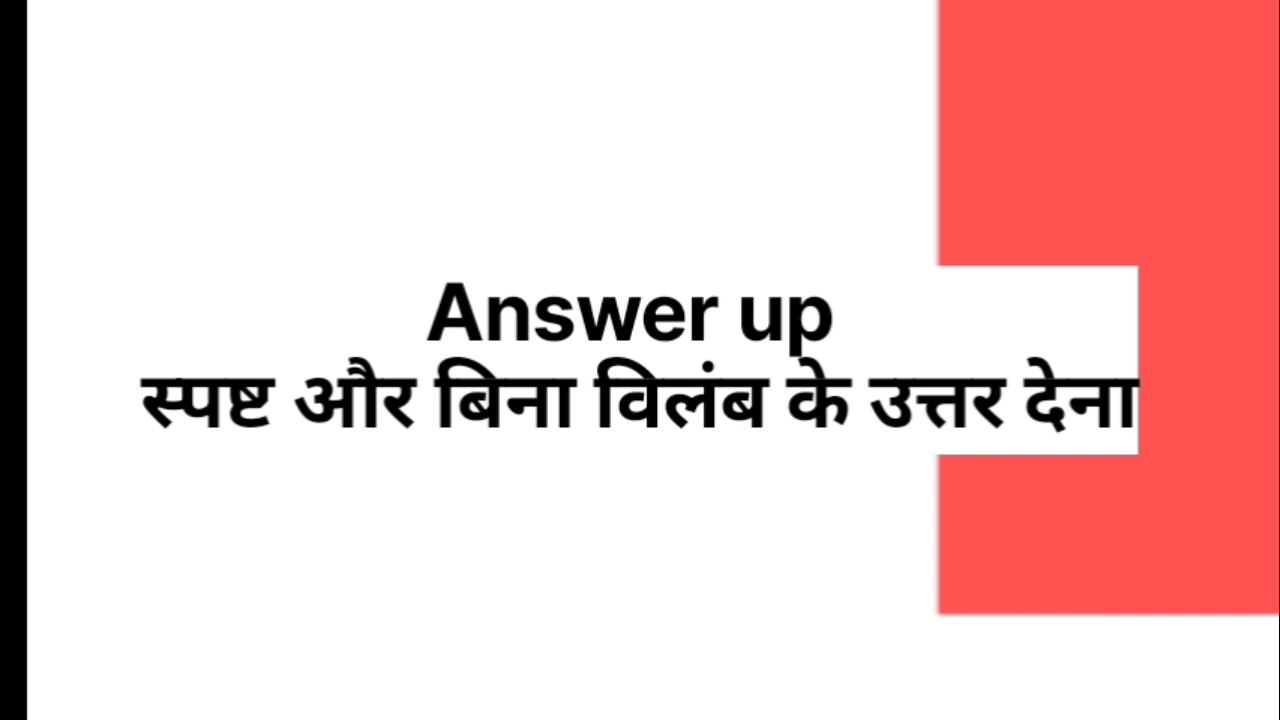 Answer up
स्पष्ट और बिना विलंब के उत्तर देना